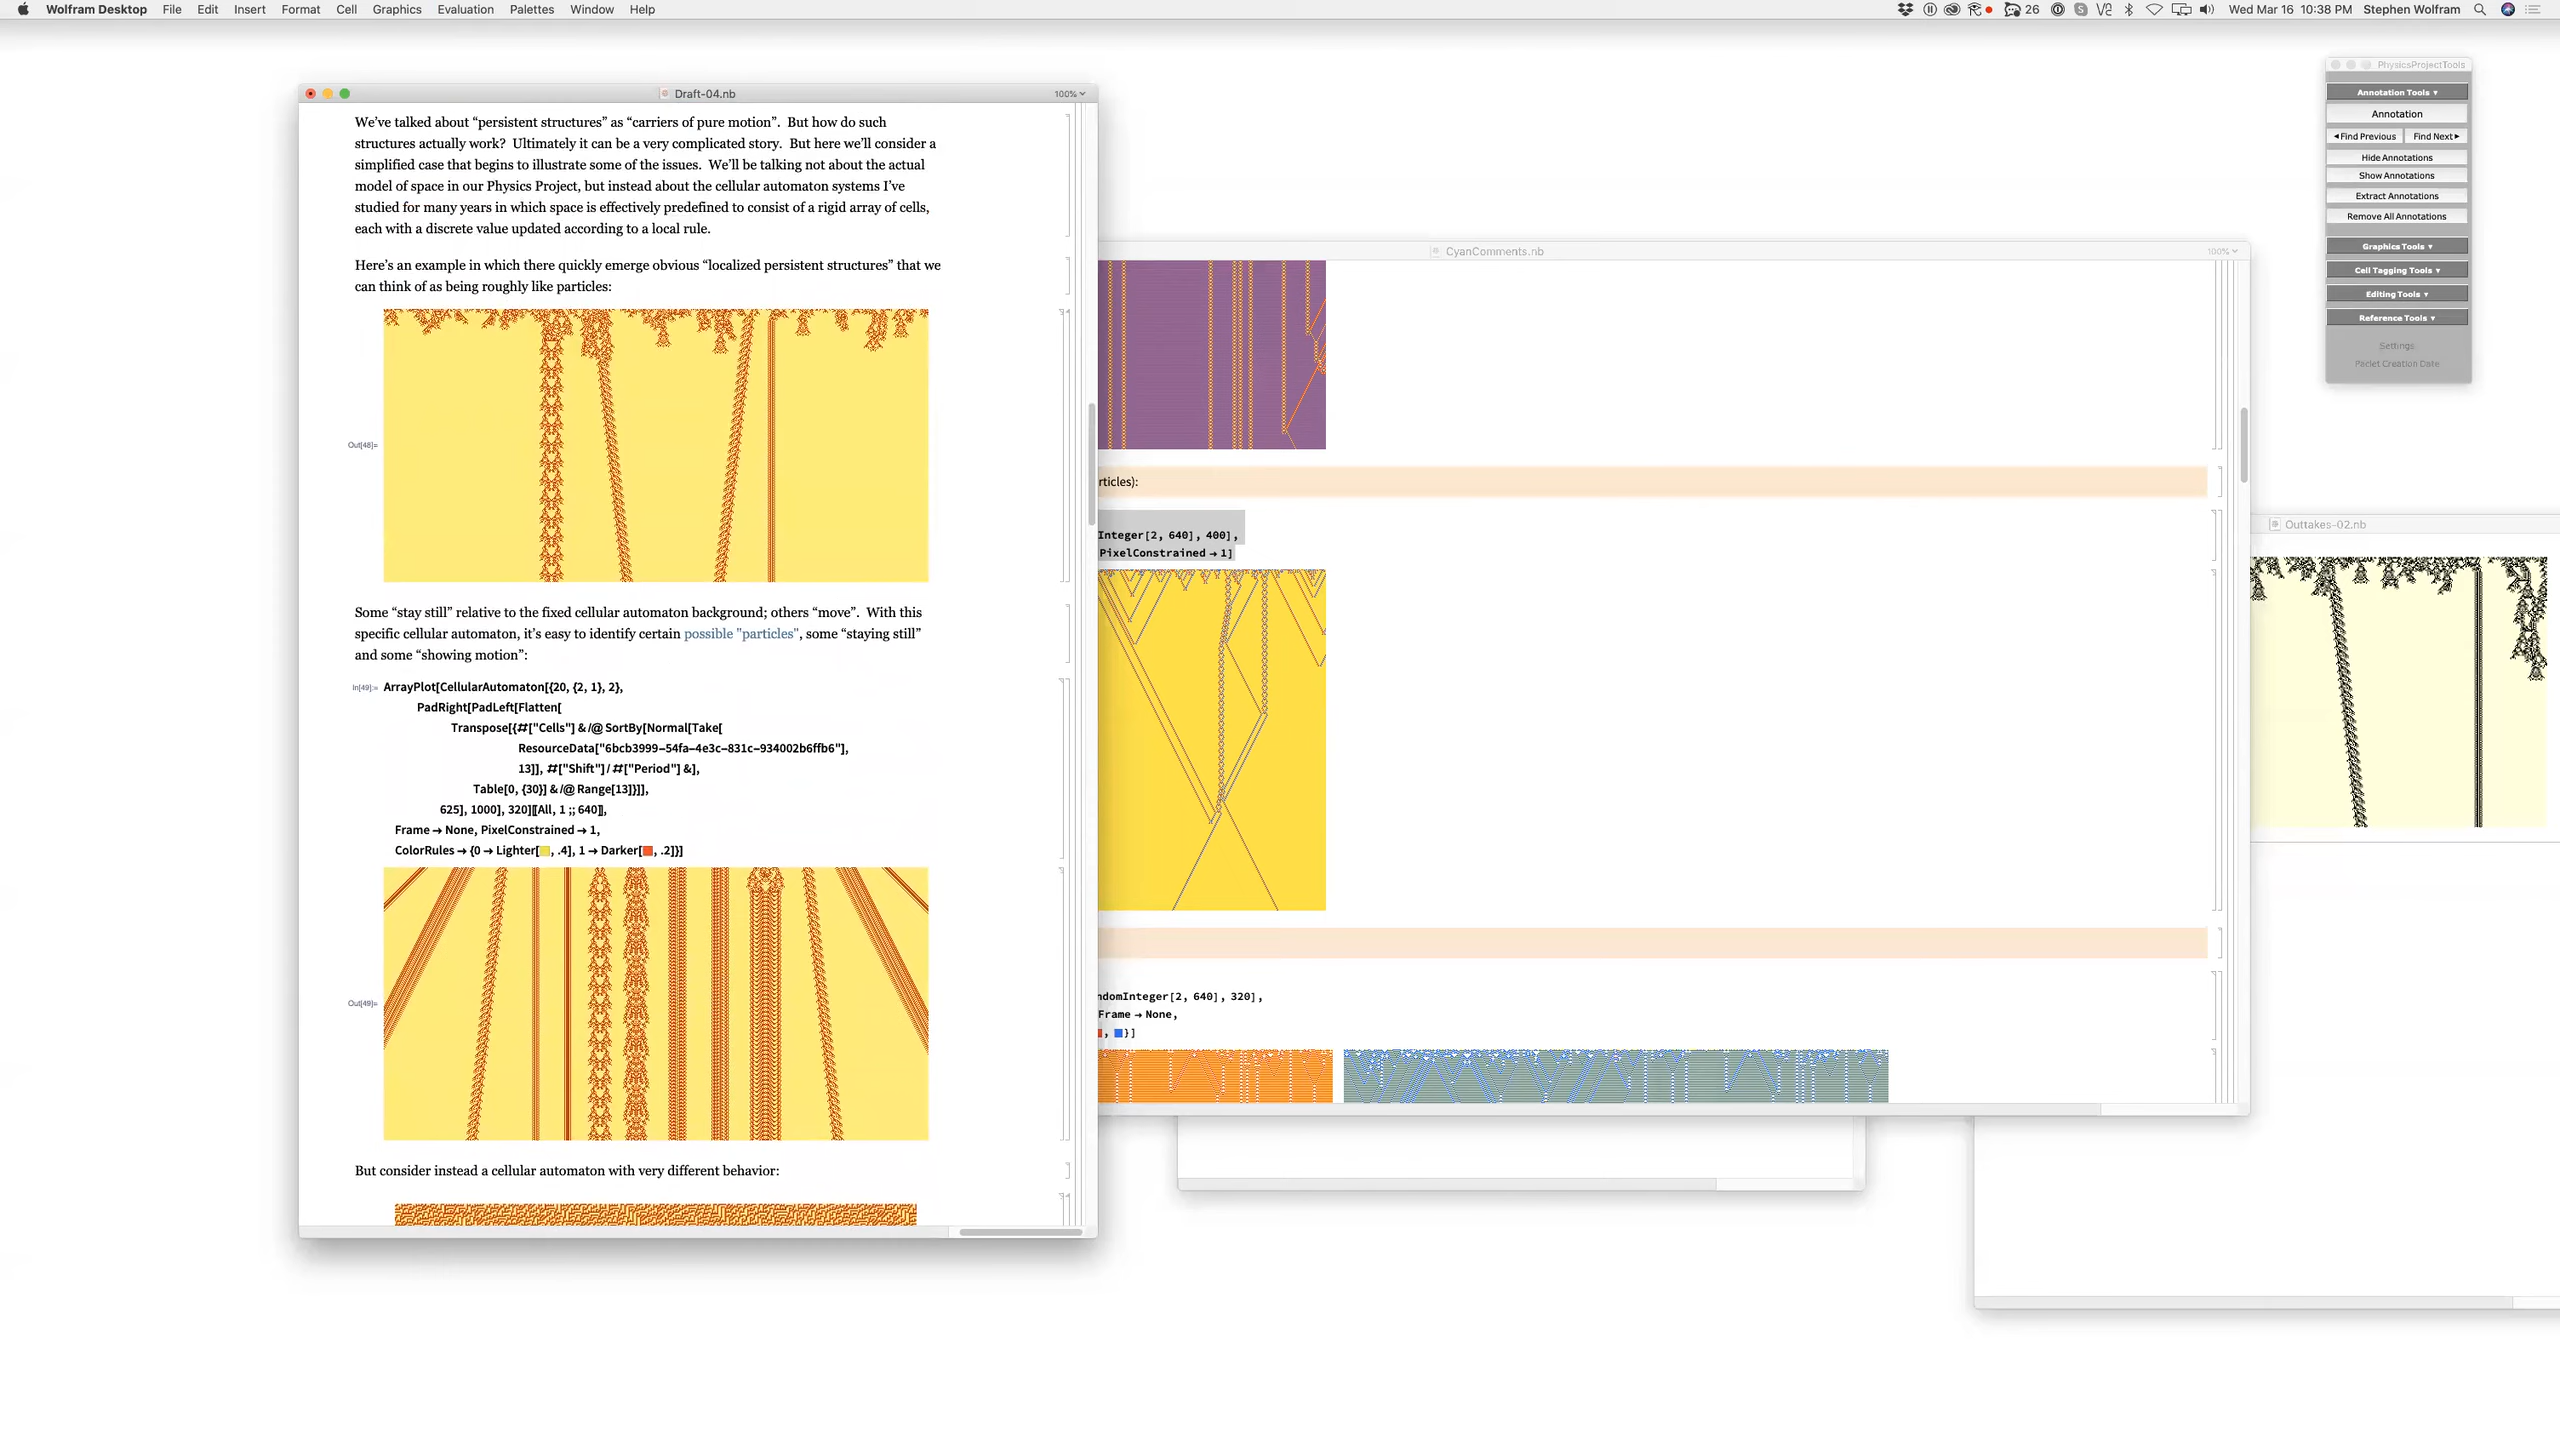 Wolfram Desktop File Edit Insert Format Cell Graphics Evaluation Palettes Window Help
26 Wed Mar 16 10:38 PM Stephen Wolfram
Draft-04.nb
100%
We've talked about “persistent structures” as “carriers of pure motion”. But how do such
structures actually work? Ultimately it can be a very complicated story. But here we'll consider a
simplified case that begins to illustrate some of the issues. We'll be talking not about the actual
model of space in our Physics Project, but instead about the cellular automaton systems I've
studied for many years in which space is effectively predefined to consist of a rigid array of cells,
each with a discrete value updated according to a local rule.
Here's an example in which there quickly emerge obvious “localized persistent structures” that we
can think of as being roughly like particles:
Out[48]=
Some “stay still” relative to the fixed cellular automaton background; others “move”. With this
specific cellular automaton, it's easy to identify certain possible "particles", some “staying still”
and some “showing motion”:
In[49]:= ArrayPlot[CellularAutomaton[{20, {2, 1}, 2},
PadRight[PadLeft[Flatten[
Transpose[{#["Cells"] & /@ SortBy[Normal[Take[
ResourceData["6bcb3999-54fa-4e3c-831c-934002b6ffb6"],
13]], #["Shift"] / #["Period"] &],
Table[0, {30}] & /@ Range[13]}]],
625], 1000], 320][[All, 1 ;; 640]],
Frame → None, PixelConstrained → 1,
ColorRules → {0 → Lighter[, .4], 1 → Darker[, .2]}]
Out[49]=
But consider instead a cellular automaton with very different behavior:
CyanComments.nb
100%
rticles):
Integer[2, 640], 400],
PixelConstrained → 1]
ndomInteger[2, 640], 320],
Frame → None,
, }]
Outtakes-02.nb
PhysicsProjectTools
Annotation Tools ▼
Annotation
◄Find Previous Find Next►
Hide Annotations
Show Annotations
Extract Annotations
Remove All Annotations
Graphics Tools ▼
Cell Tagging Tools ▼
Editing Tools ▼
Reference Tools ▼
Settings
Paclet Creation Date